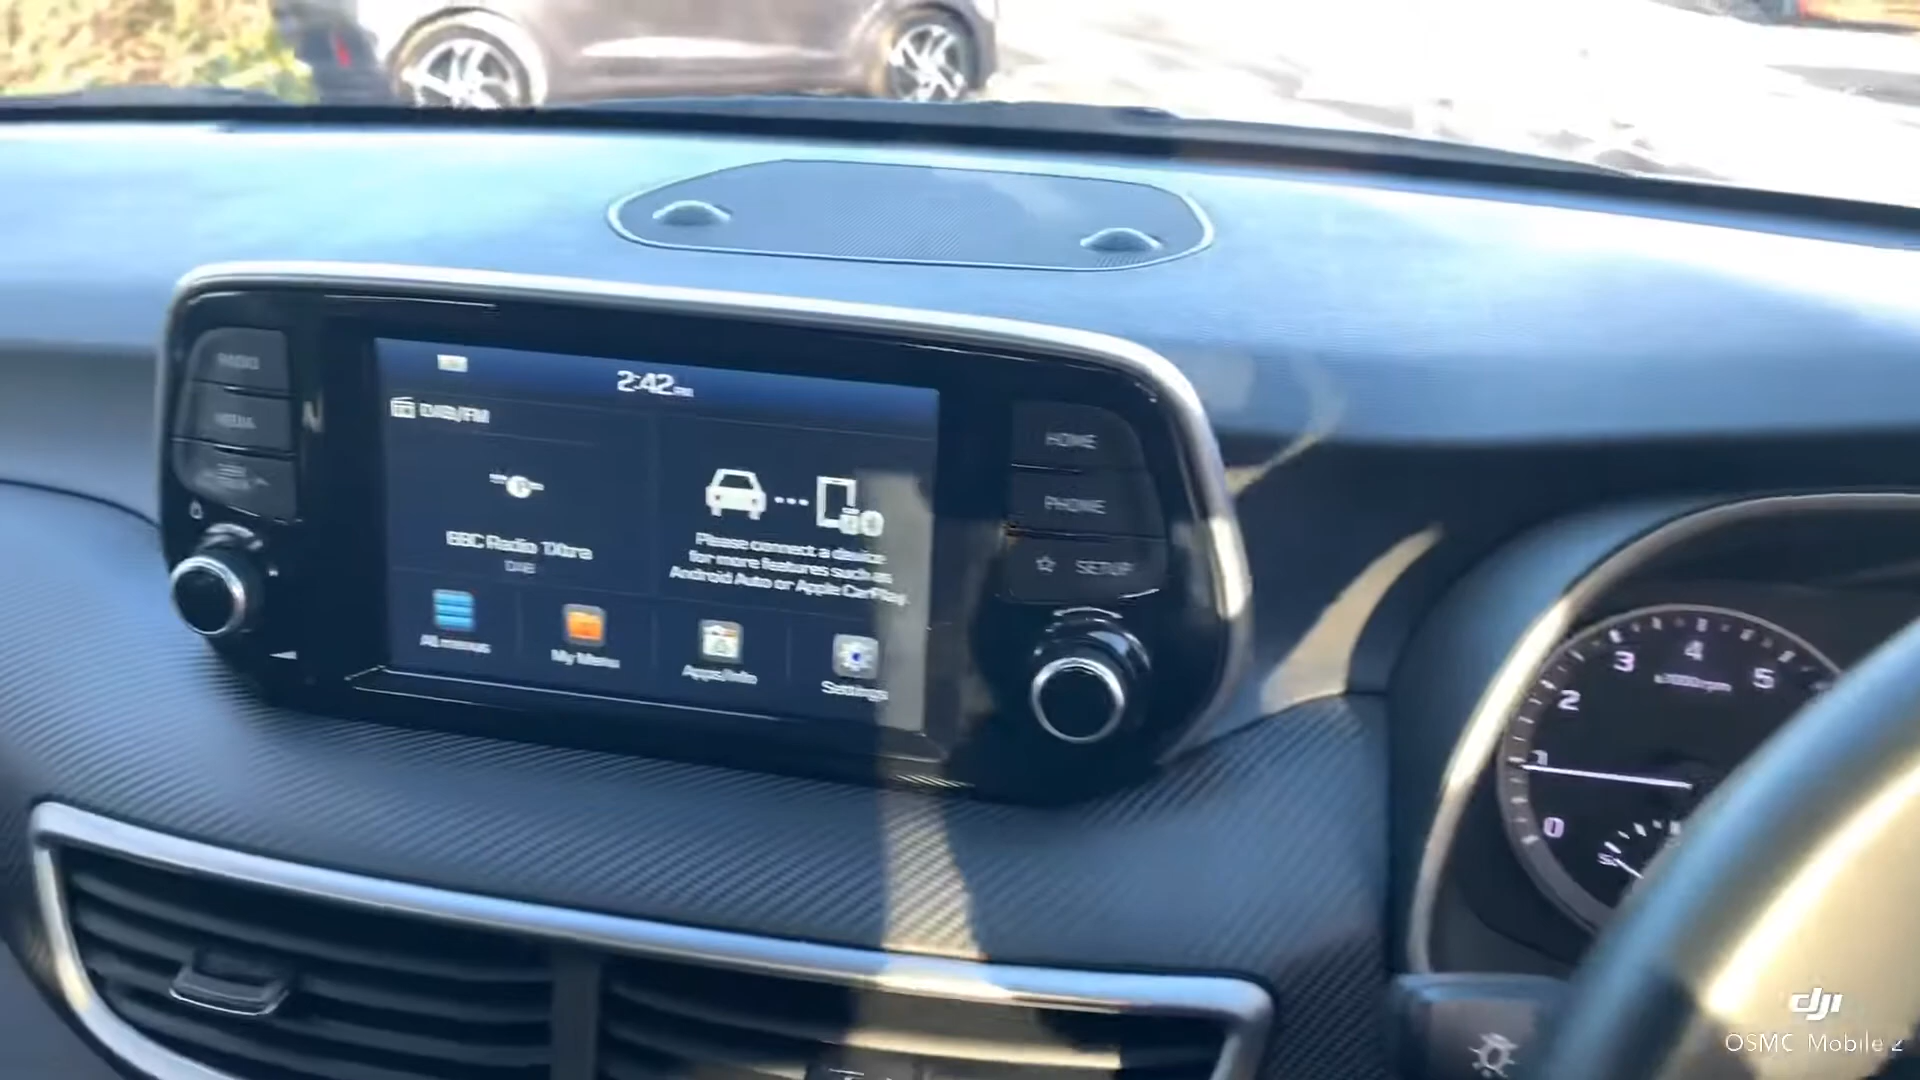 RADIO
MEDIA
2:42 PM
DAB/FM
BBC Radio 1Xtra
DAB
Please connect a device
for more features such as
Android Auto or Apple CarPlay.
All menus
My Menu
Apps/Info
Settings
HOME
PHONE
SETUP
0
1
2
3
4
5
x1000rpm
dji
OSMO Mobile 2